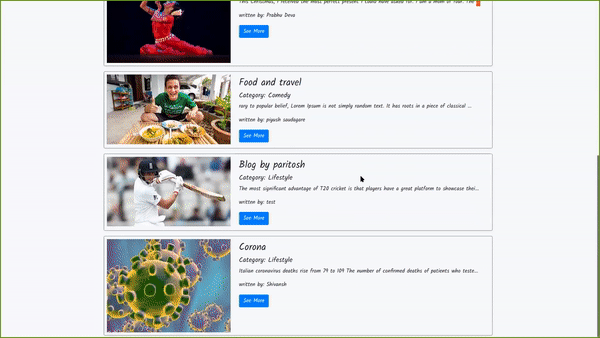 This Christmas, I received the most perfect present I could have asked for. I am a mom of four. The
written by: Prabhu Deva
See More
Food and travel
Category: Comedy
rary to popular belief, Lorem Ipsum is not simply random text. It has roots in a piece of classical ...
written by: piyush saudagare
See More
Blog by paritosh
Category: Lifestyle
The most significant advantage of T20 cricket is that players have a great platform to showcase thei...
written by: test
See More
Corona
Category: Lifestyle
Italian coronavirus deaths rise from 79 to 109 The number of confirmed deaths of patients who teste...
written by: Shivansh
See More